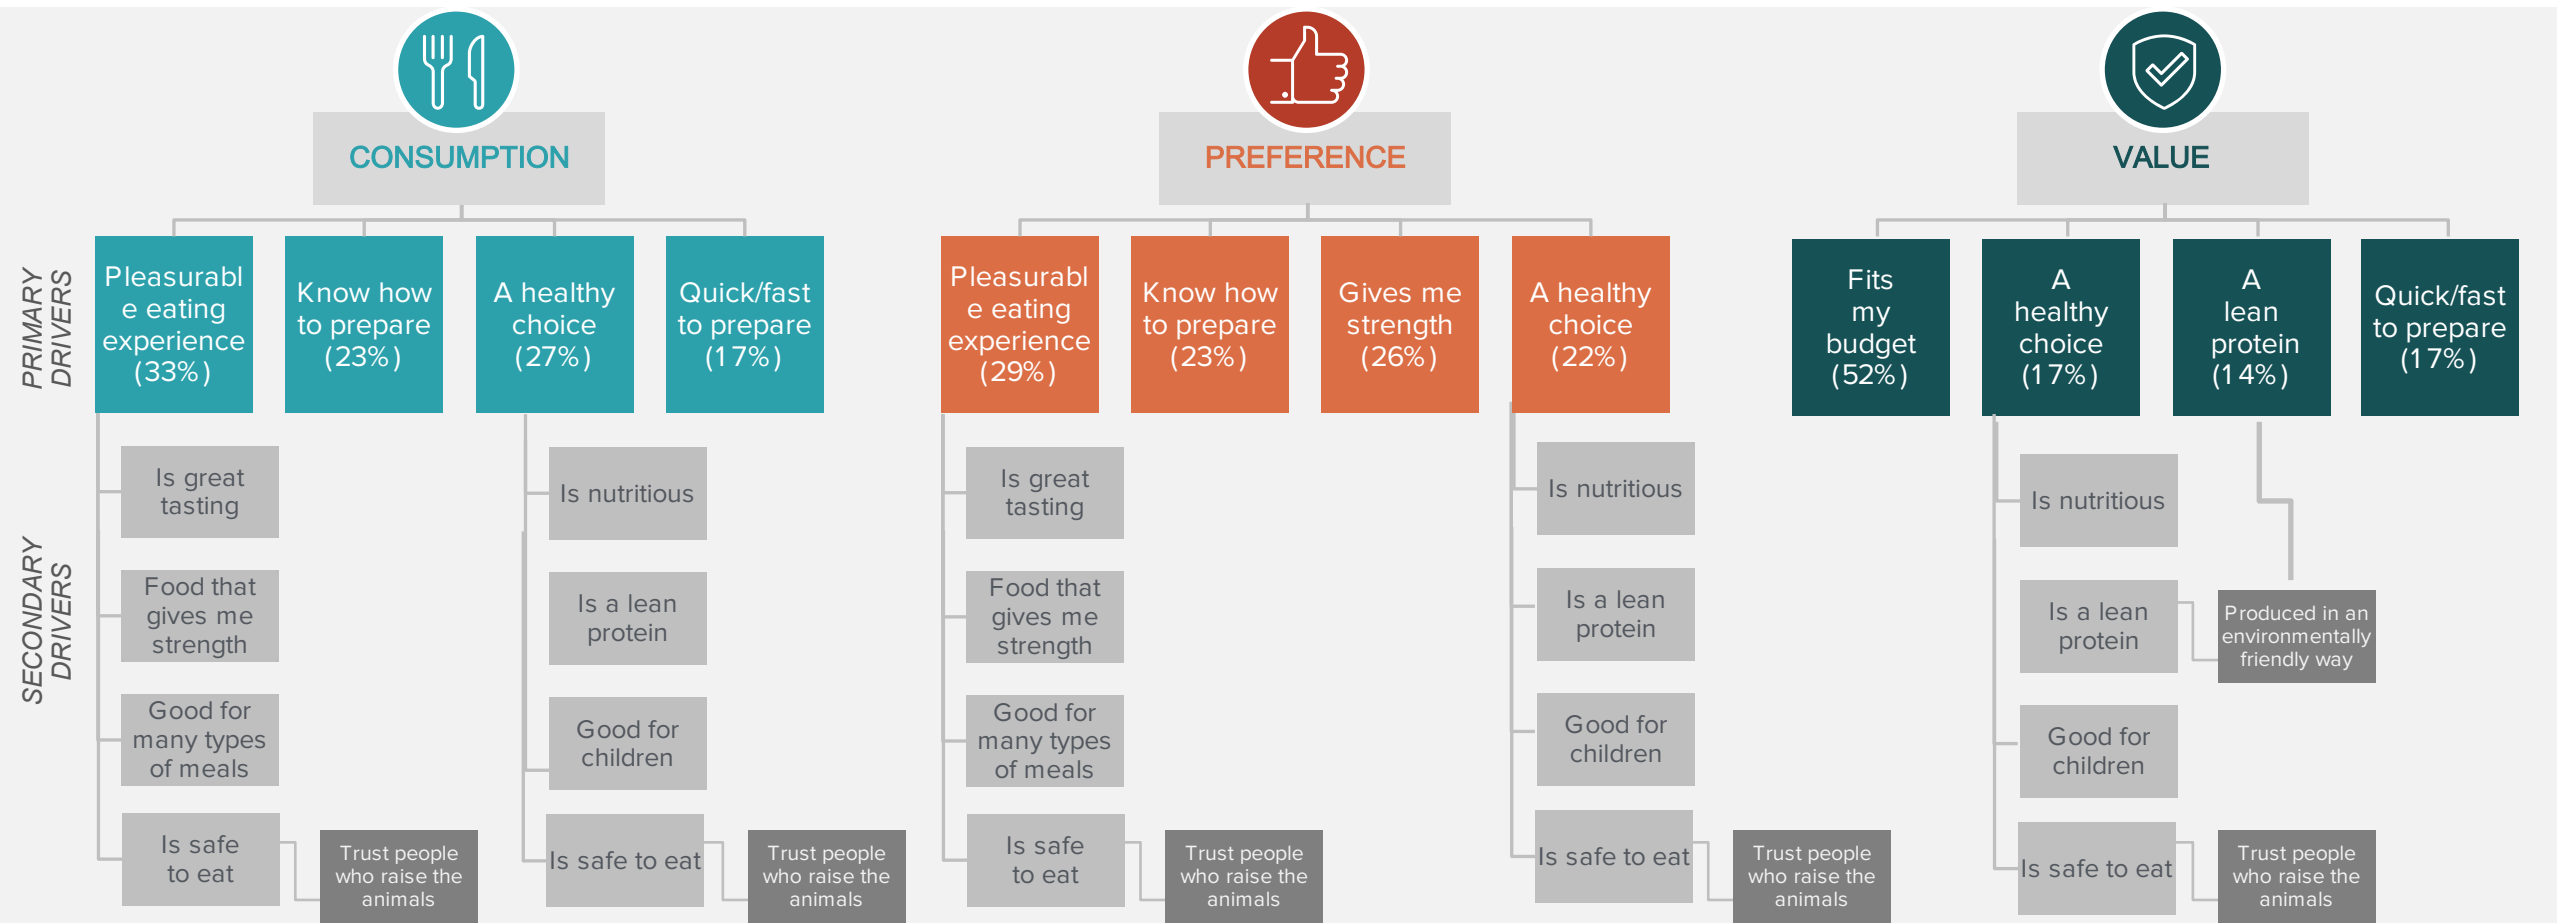 CONSUMPTION
PREFERENCE
VALUE
PRIMARY
DRIVERS
Pleasurabl
e eating
experience
(33%)
Know how
to prepare
(23%)
A healthy
choice
(27%)
Quick/fast
to prepare
(17%)
Pleasurabl
e eating
experience
(29%)
Know how
to prepare
(23%)
Gives me
strength
(26%)
A healthy
choice
(22%)
Fits
my
budget
(52%)
A
healthy
choice
(17%)
A
lean
protein
(14%)
Quick/fast
to prepare
(17%)
SECONDARY
DRIVERS
Is great
tasting
Food that
gives me
strength
Good for
many types
of meals
Is safe
to eat
Trust people
who raise the
animals
Is nutritious
Is a lean
protein
Good for
children
Is safe to eat
Trust people
who raise the
animals
Is great
tasting
Food that
gives me
strength
Good for
many types
of meals
Is safe
to eat
Trust people
who raise the
animals
Is nutritious
Is a lean
protein
Good for
children
Is safe to eat
Trust people
who raise the
animals
Is nutritious
Is a lean
protein
Produced in an
environmentally
friendly way
Good for
children
Is safe to eat
Trust people
who raise the
animals